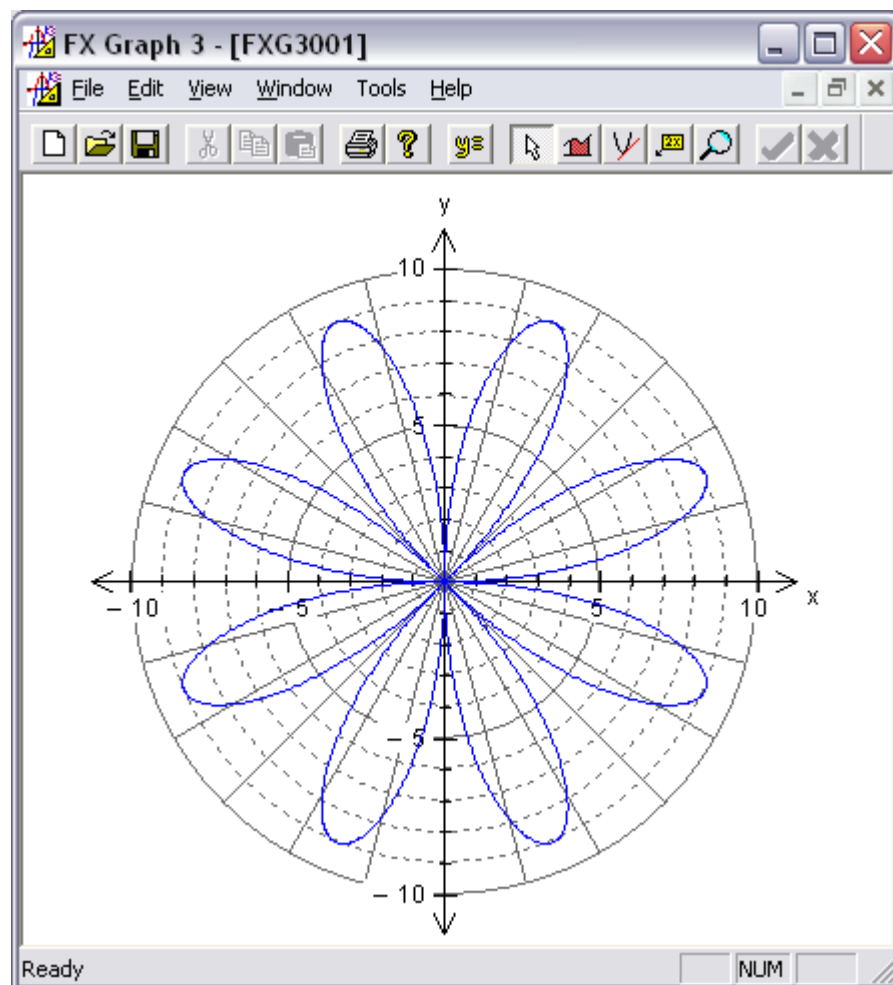 FX Graph 3 - [FXG3001]
File Edit View Window Tools Help
y= 2X
y
10
5
– 10 – 5 5 10 x
– 5
– 10
Ready NUM